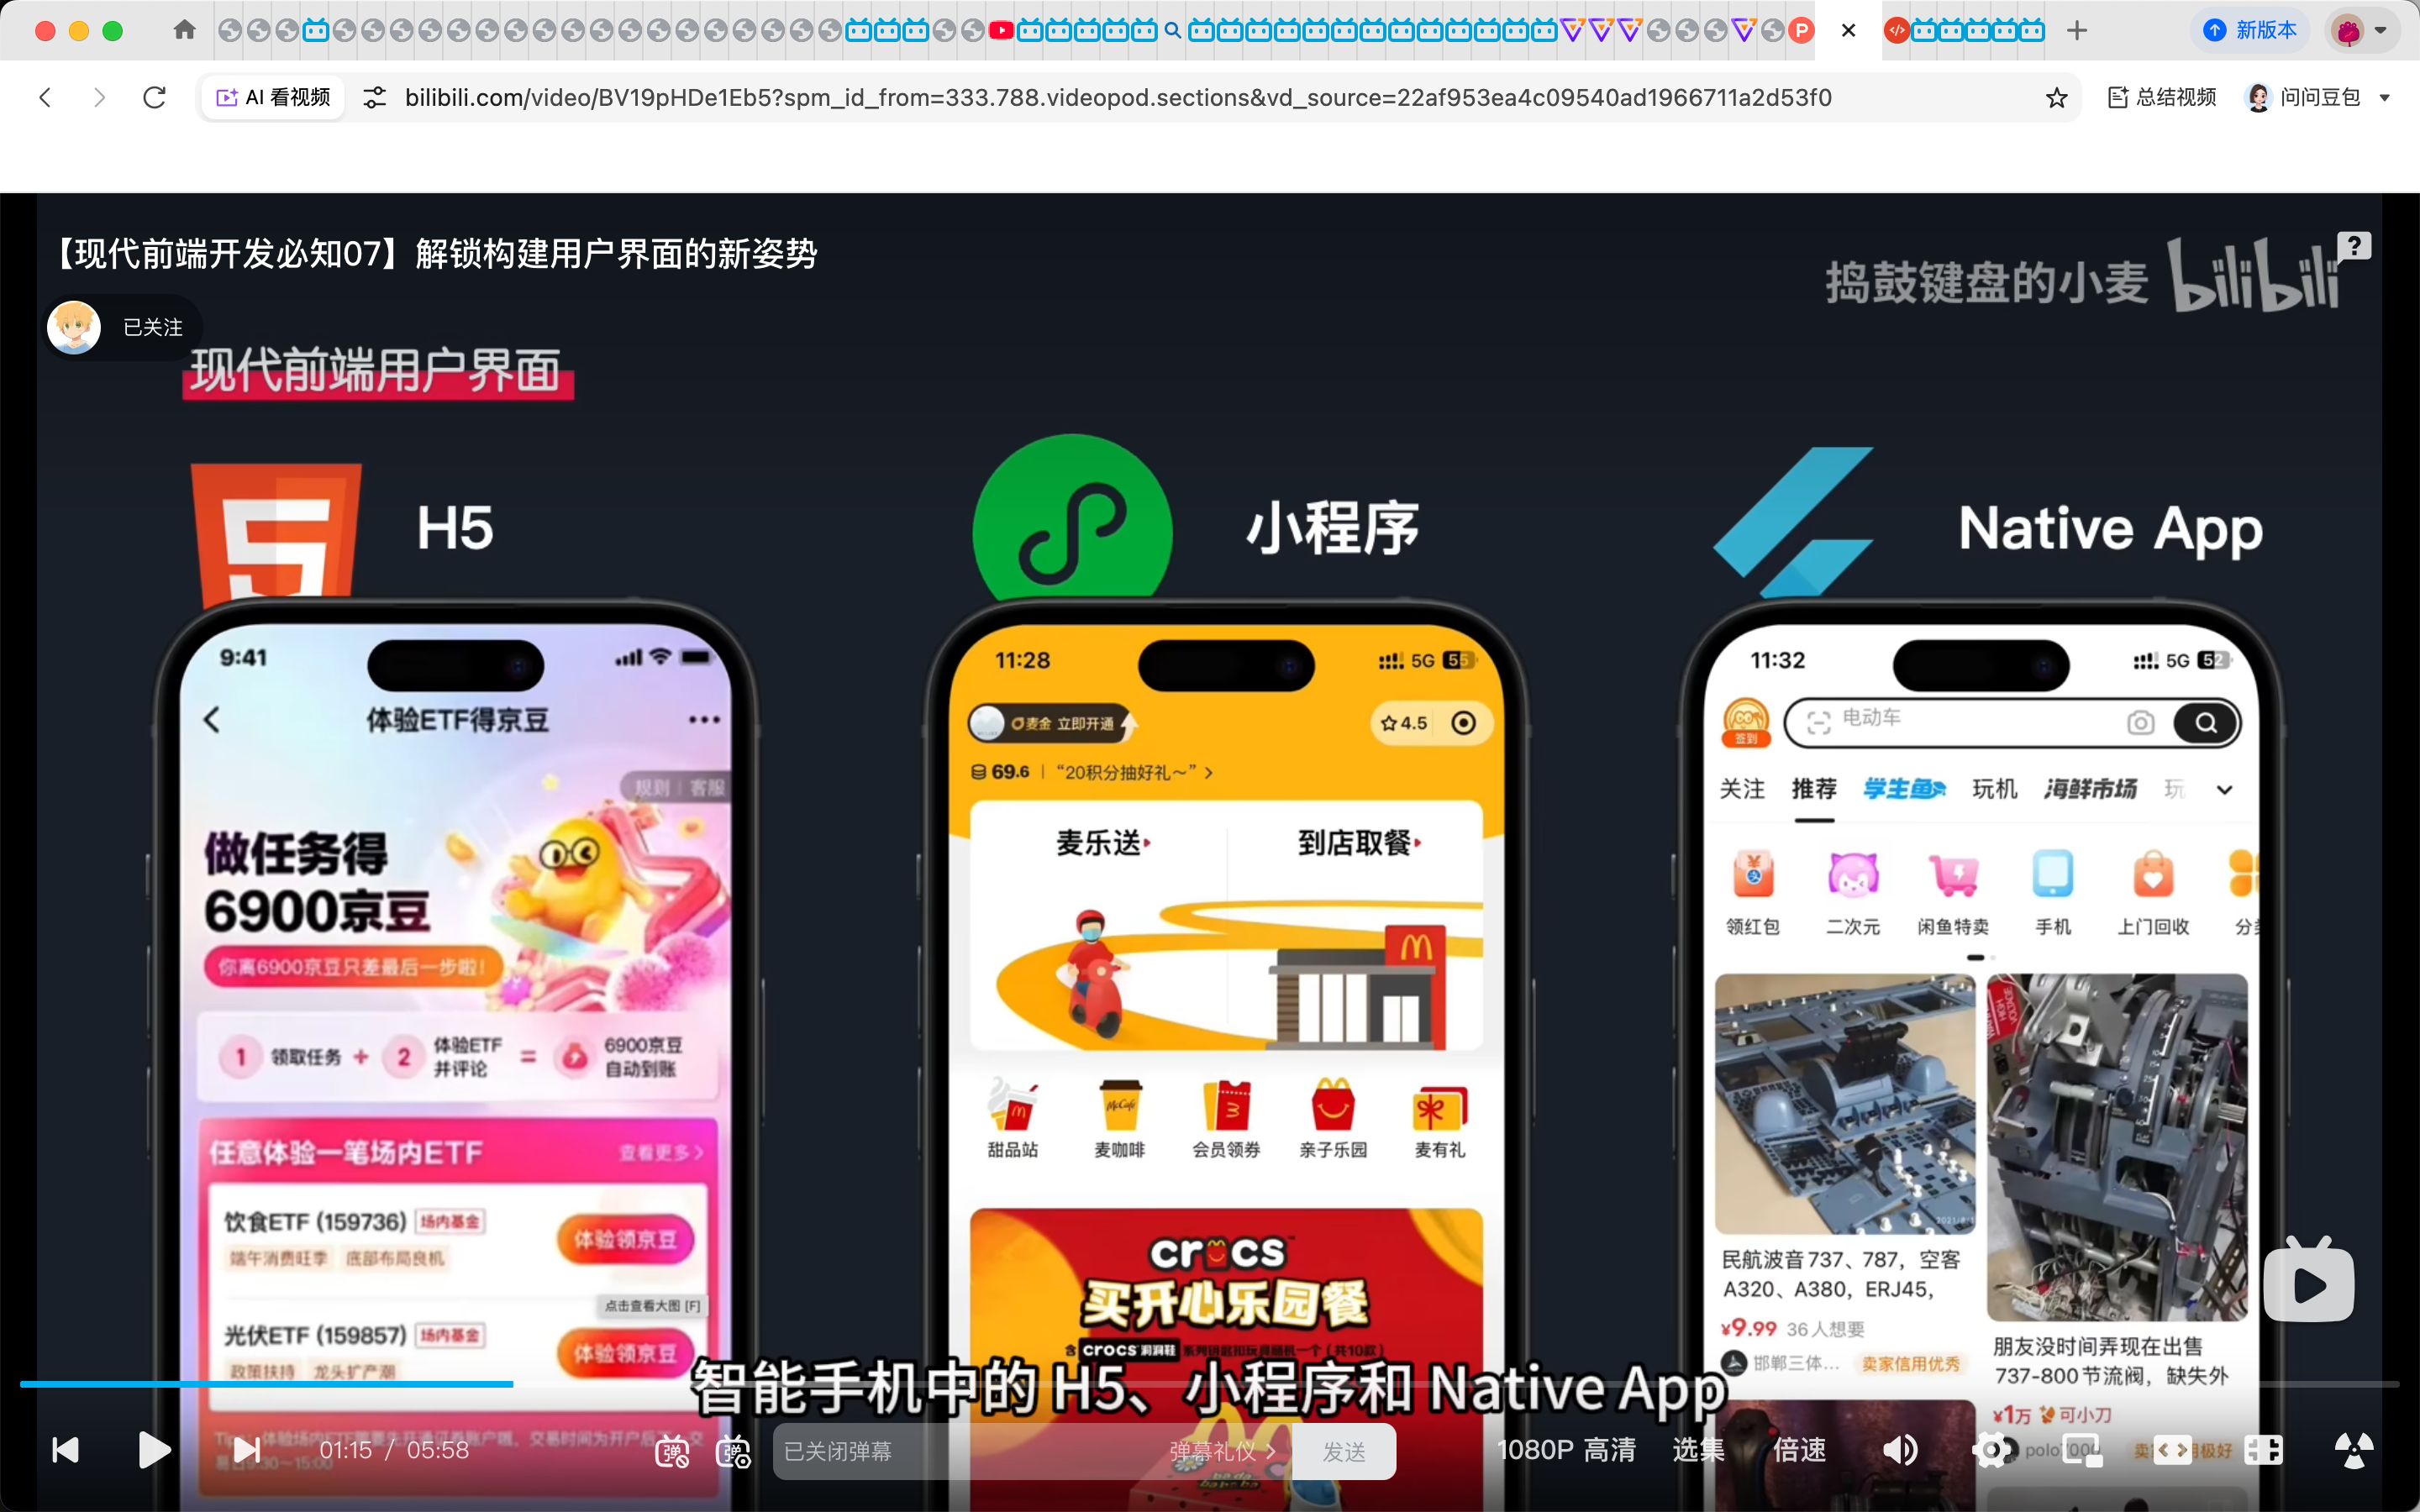 新版本
AI 看视频
bilibili.com/video/BV19pHDe1Eb5?spm_id_from=333.788.videopod.sections&vd_source=22af953ea4c09540ad1966711a2d53f0
总结视频
问问豆包
【现代前端开发必知07】解锁构建用户界面的新姿势
捣鼓键盘的小麦 bilibili
已关注
现代前端用户界面
H5
小程序
Native App
9:41
体验ETF得京豆
规则 | 客服
做任务得
6900京豆
你离6900京豆只差最后一步啦!
1 领取任务 + 2 体验ETF并评论 = 6900京豆自动到账
任意体验一笔场内ETF
查看更多 >
饮食ETF (159736) 场内基金
端午消费旺季 底部布局良机
体验领京豆
点击查看大图 [F]
光伏ETF (159857) 场内基金
政策扶持 龙头扩产潮
体验领京豆
11:28
5G 55
麦金 立即开通
4.5
69.6 | “20积分抽好礼~” >
麦乐送
到店取餐
McCafé
甜品站
麦咖啡
会员领券
亲子乐园
麦有礼
crocs
买开心乐园餐
11:32
5G 52
签到
电动车
关注
推荐
学生鱼
玩机
海鲜市场
玩
领红包
二次元
闲鱼特卖
手机
上门回收
民航波音737、787，空客
A320、A380，ERJ45，
¥9.99 36人想要
邯郸三体...
卖家信用优秀
朋友没时间弄现在出售
737-800节流阀，缺失外
¥1万 可小刀
智能手机中的 H5、小程序和 Native App
01:15 / 05:58
已关闭弹幕
弹幕礼仪 >
发送
1080P 高清
选集
倍速